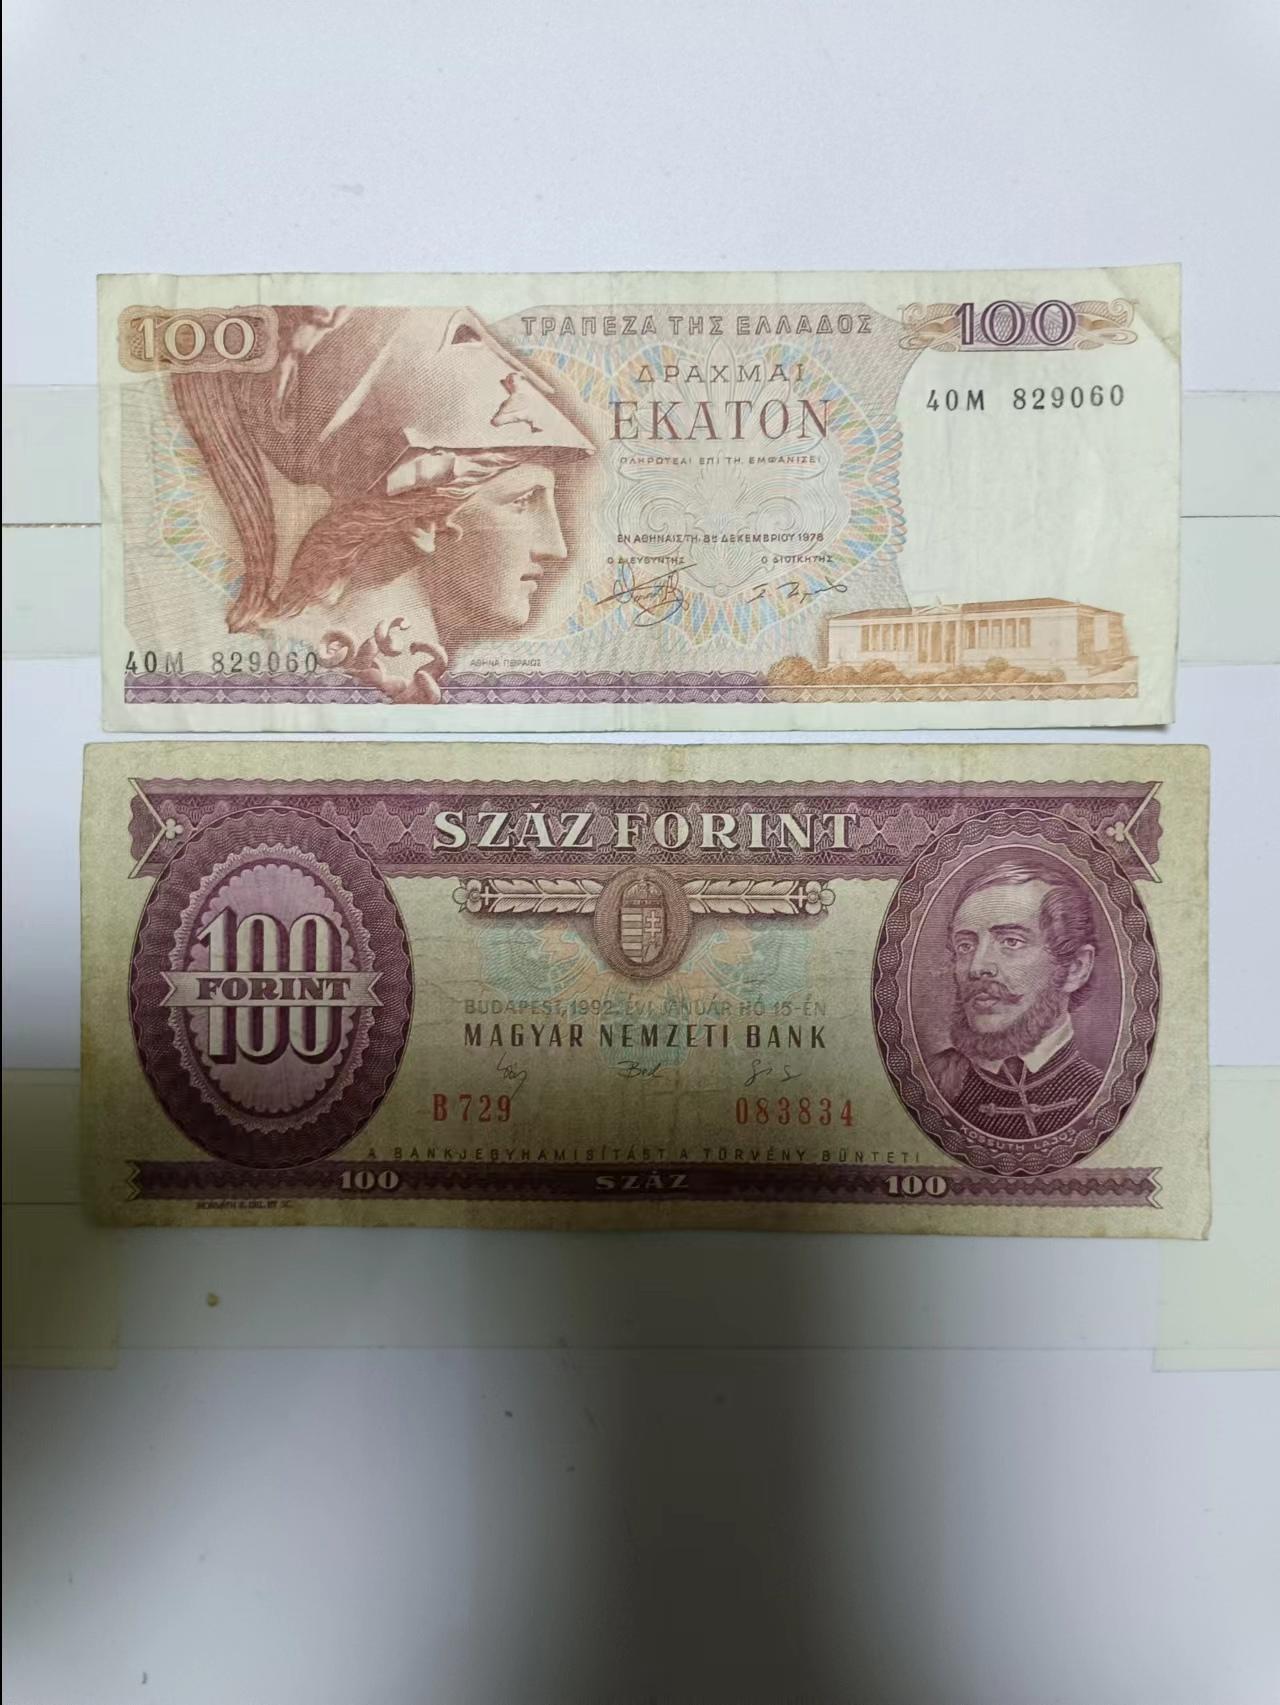 100
ΤΡΑΠΕΖΑ ΤΗΣ ΕΛΛΑΔΟΣ
100
ΔΡΑΧΜΑΙ
ΕΚΑΤΟΝ
40M 829060
ΠΛΗΡΩΤΕΑΙ ΕΠΙ ΤΗ ΕΜΦΑΝΙΣΕΙ
ΕΝ ΑΘΗΝΑΙΣ ΤΗ 8Η ΔΕΚΕΜΒΡΙΟΥ 1978
Ο ΔΙΕΥΘΥΝΤΗΣ Ο ΔΙΟΙΚΗΤΗΣ
40M 829060
ΑΘΗΝΑ ΠΕΙΡΑΙΩΣ
SZÁZ FORINT
100
FORINT
100
BUDAPEST, 1992. ÉVI JANUÁR HÓ 15-ÉN
MAGYAR NEMZETI BANK
B 729 083834
KOSSUTH LAJOS
A BANKJEGYHAMISÍTÁST A TÖRVÉNY BÜNTETI
100 SZÁZ 100